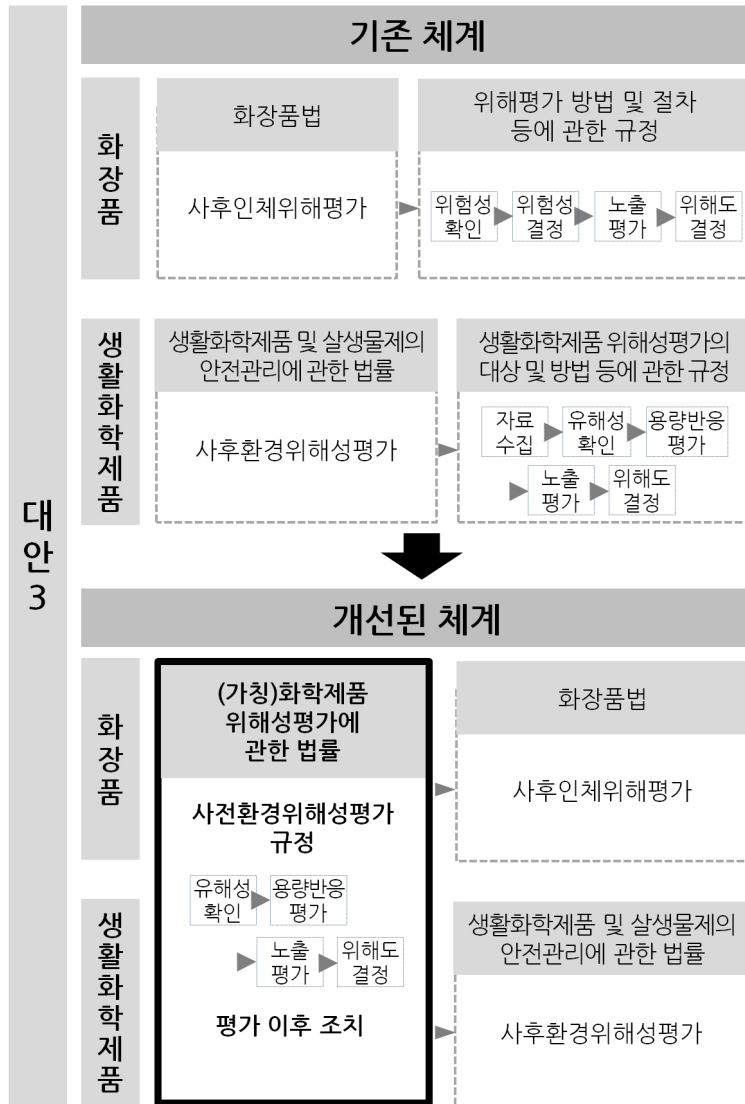 대안3
기존 체계
화장품
화장품법
사후인체위해평가
위해평가 방법 및 절차
등에 관한 규정
위험성
확인
위험성
결정
노출
평가
위해도
결정
생활화학제품
생활화학제품 및 살생물제의
안전관리에 관한 법률
사후환경위해성평가
생활화학제품 위해성평가의
대상 및 방법 등에 관한 규정
자료
수집
유해성
확인
용량반응
평가
노출
평가
위해도
결정
개선된 체계
화장품
생활화학제품
(가칭)화학제품
위해성평가에
관한 법률
사전환경위해성평가
규정
유해성
확인
용량반응
평가
노출
평가
위해도
결정
평가 이후 조치
화장품법
사후인체위해평가
생활화학제품 및 살생물제의
안전관리에 관한 법률
사후환경위해성평가